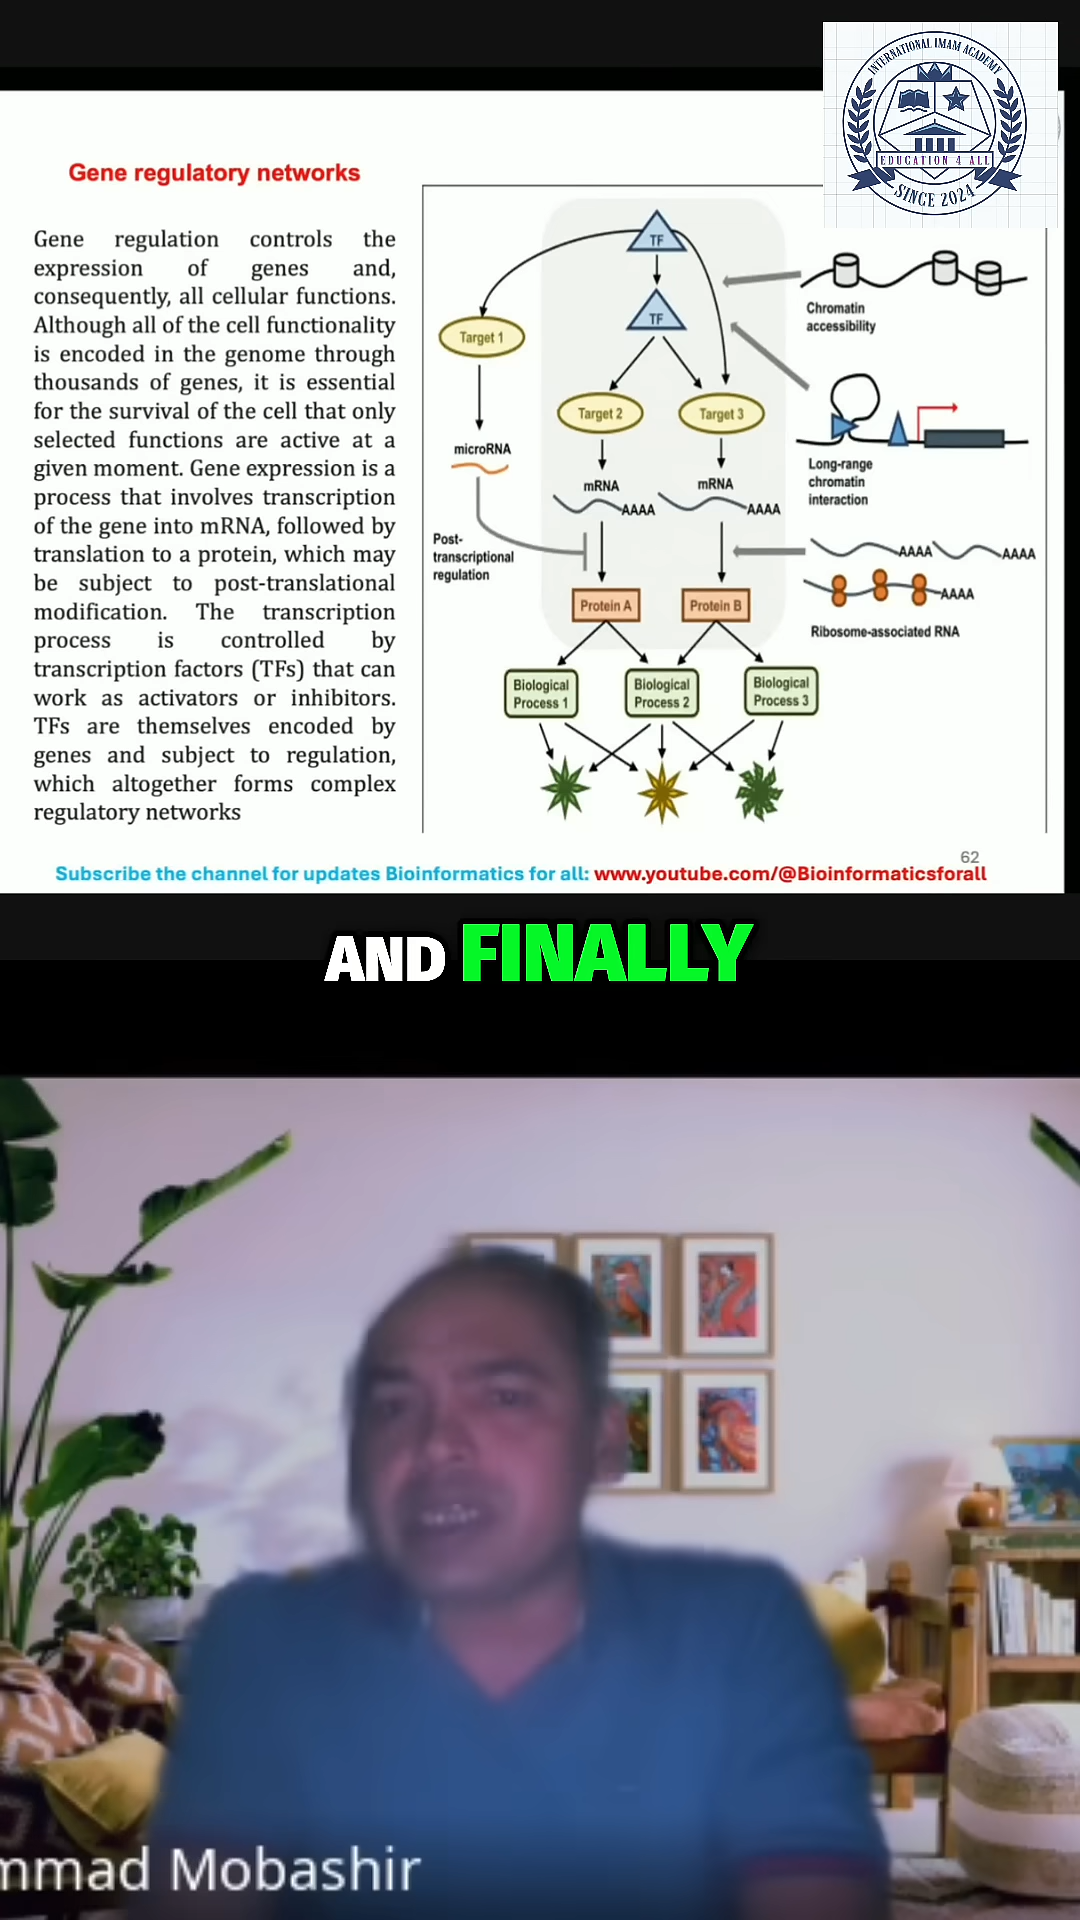 INTERNATIONAL IMAM ACADEMY
EDUCATION 4 ALL
SINCE 2024
Gene regulatory networks
Gene regulation controls the
expression of genes and,
consequently, all cellular functions.
Although all of the cell functionality
is encoded in the genome through
thousands of genes, it is essential
for the survival of the cell that only
selected functions are active at a
given moment. Gene expression is a
process that involves transcription
of the gene into mRNA, followed by
translation to a protein, which may
be subject to post-translational
modification. The transcription
process is controlled by
transcription factors (TFs) that can
work as activators or inhibitors.
TFs are themselves encoded by
genes and subject to regulation,
which altogether forms complex
regulatory networks
TF
TF
Target 1
Target 2
Target 3
microRNA
mRNA
mRNA
AAAA
AAAA
Post-
transcriptional
regulation
Protein A
Protein B
Biological
Process 1
Biological
Process 2
Biological
Process 3
Chromatin
accessibility
Long-range
chromatin
interaction
AAAA
AAAA
AAAA
Ribosome-associated RNA
62
Subscribe the channel for updates Bioinformatics for all: www.youtube.com/@Bioinformaticsforall
AND FINALLY
mmad Mobashir